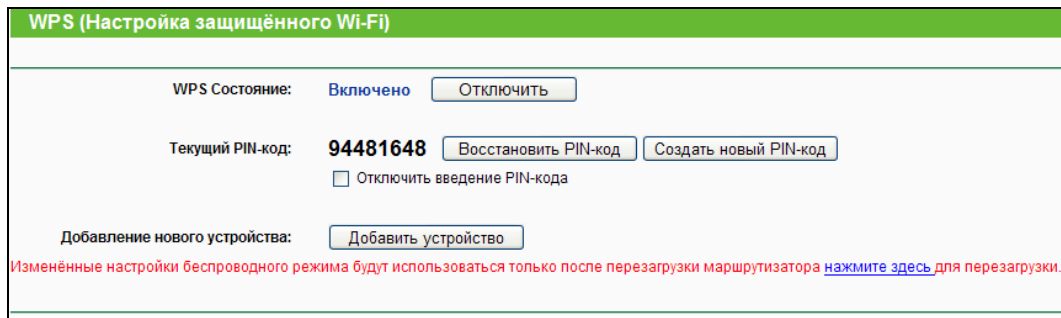 WPS (Настройка защищённого Wi-Fi)
WPS Состояние: Включено Отключить
Текущий PIN-код: 94481648 Восстановить PIN-код Создать новый PIN-код
Отключить введение PIN-кода
Добавление нового устройства: Добавить устройство
Изменённые настройки беспроводного режима будут использоваться только после перезагрузки маршрутизатора нажмите здесь для перезагрузки.